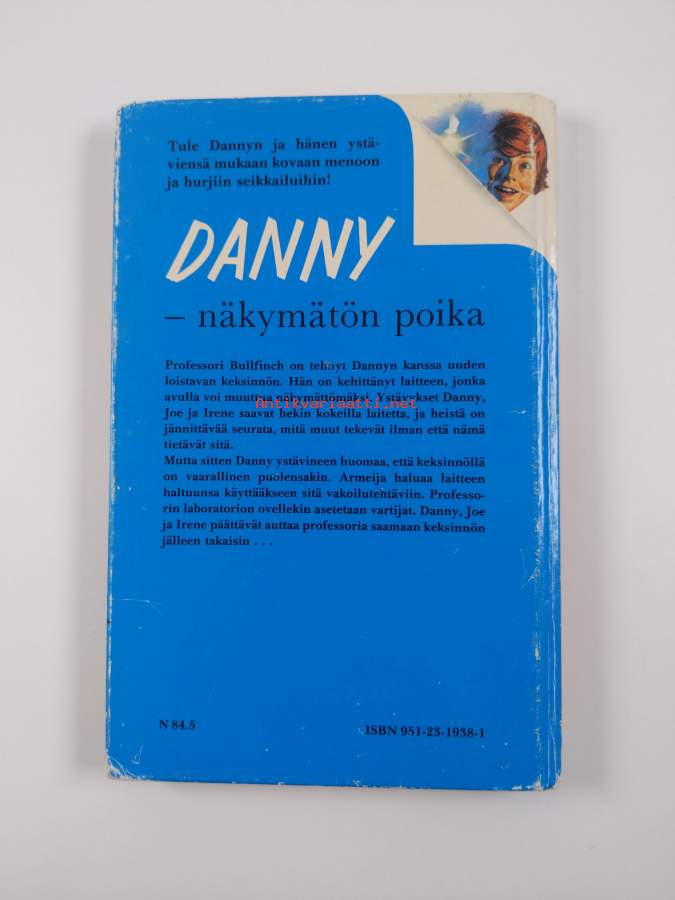 Tule Dannyn ja hänen ystä-
viensä mukaan kovaan menoon
ja hurjiin seikkailuihin!
DANNY
– näkymätön poika
Professori Bullfinch on tehnyt Dannyn kanssa uuden
loistavan keksinnön. Hän on kehittänyt laitteen, jonka
avulla voi muuttua näkymättömäksi. Ystävykset Danny,
antikvariaatti.net
Joe ja Irene saavat hekin kokeilla laitetta, ja heistä on
jännittävää seurata, mitä muut tekevät ilman että nämä
tietävät sitä.
Mutta sitten Danny ystävineen huomaa, että keksinnöllä
on vaarallinen puolensakin. Armeija haluaa laitteen
haltuunsa käyttääkseen sitä vakoilutehtäviin. Professo-
rin laboratorion ovellekin asetetaan vartijat. Danny, Joe
ja Irene päättävät auttaa professoria saamaan keksinnön
jälleen takaisin . . .
N 84.5
ISBN 951-23-1938-1